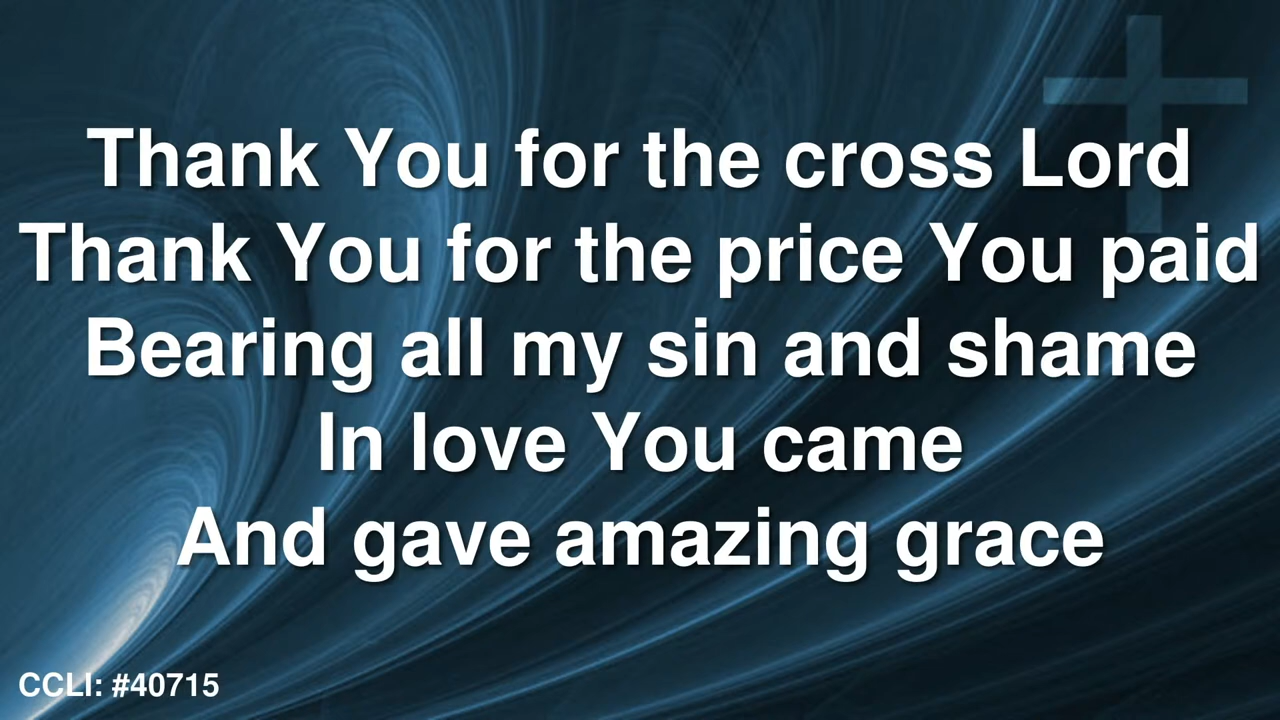 Thank You for the cross Lord
Thank You for the price You paid
Bearing all my sin and shame
In love You came
And gave amazing grace
CCLI: #40715